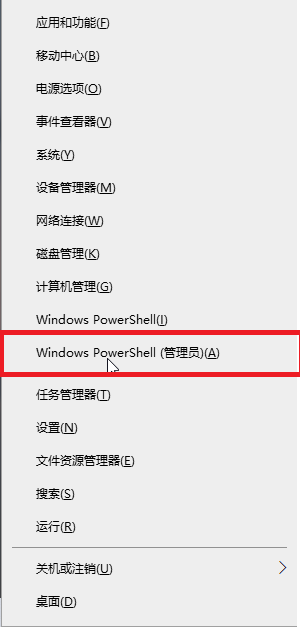 应用和功能(F)
移动中心(B)
电源选项(O)
事件查看器(V)
系统(Y)
设备管理器(M)
网络连接(W)
磁盘管理(K)
计算机管理(G)
Windows PowerShell(I)
Windows PowerShell (管理员)(A)
任务管理器(T)
设置(N)
文件资源管理器(E)
搜索(S)
运行(R)
关机或注销(U)
桌面(D)